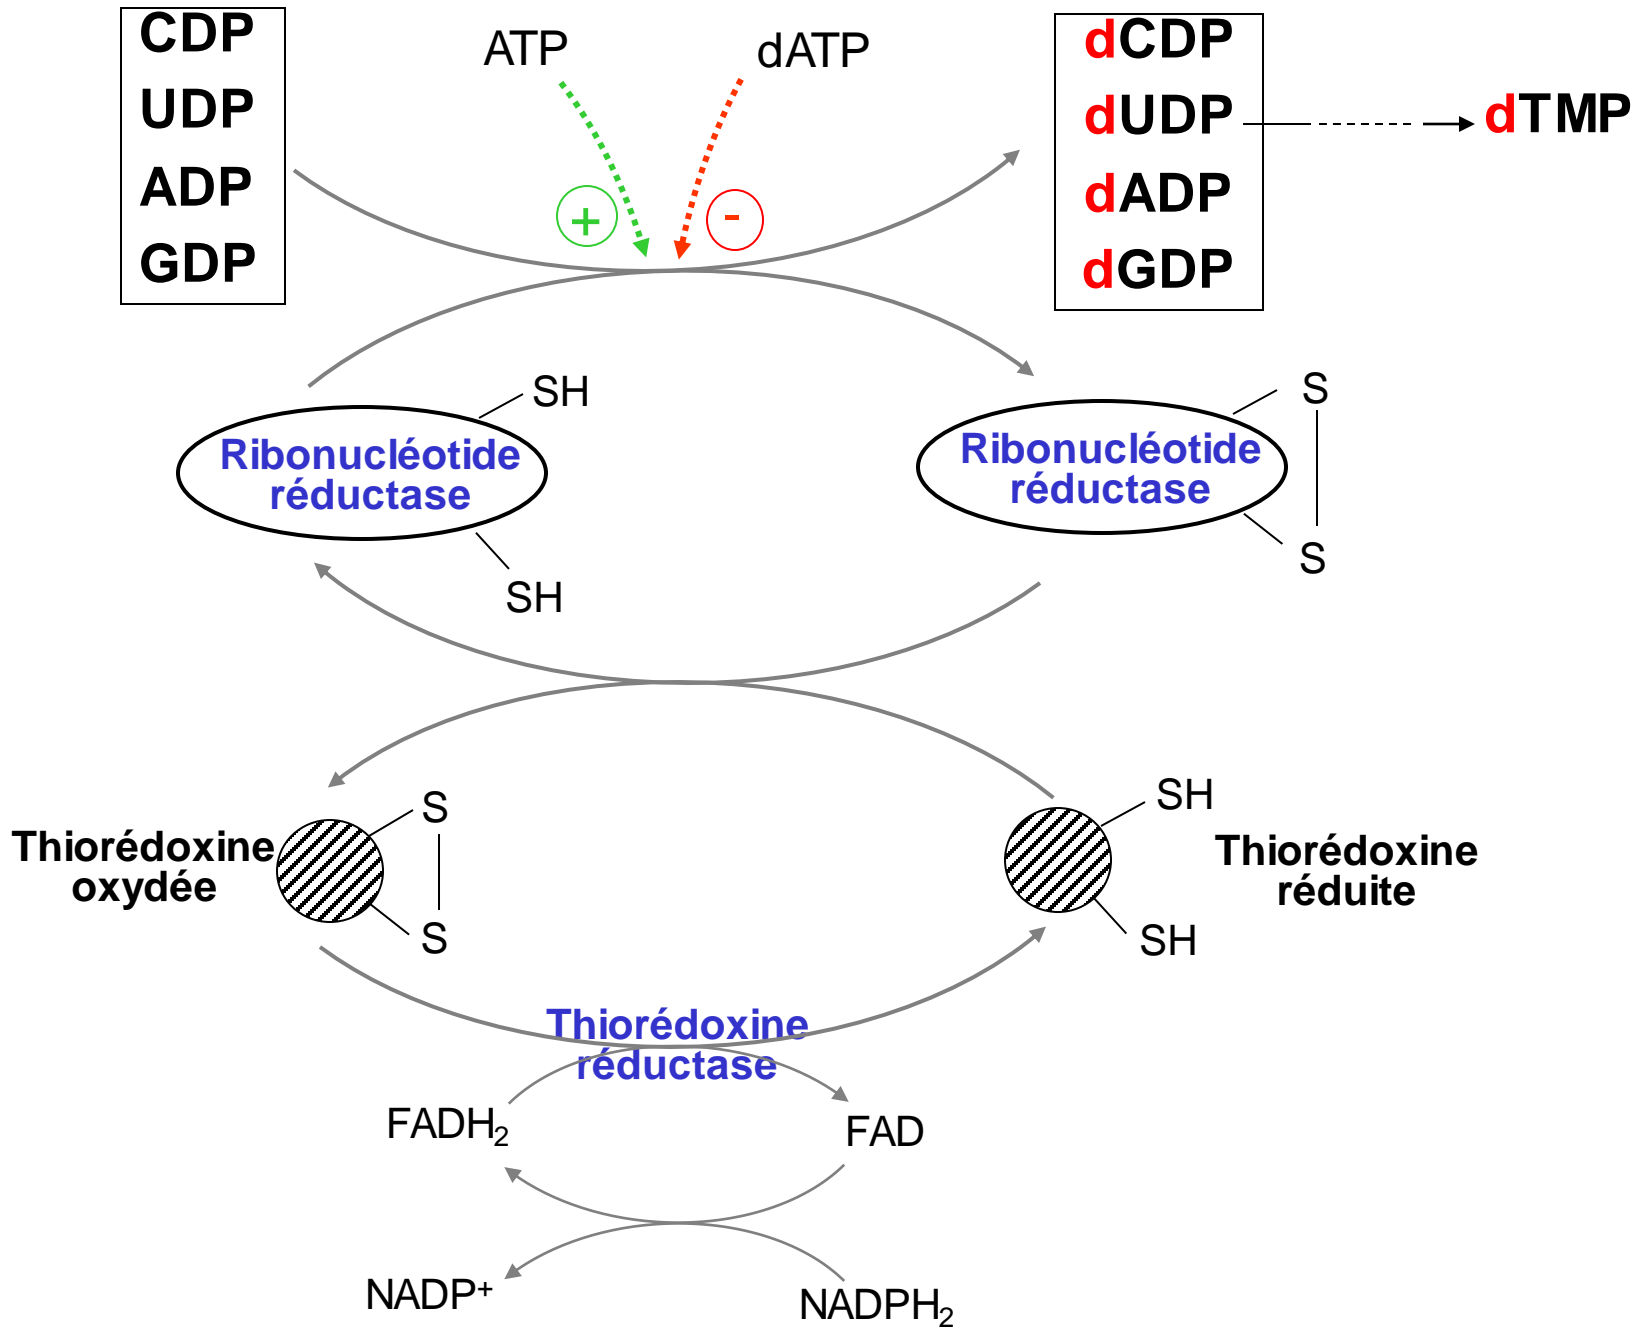 CDP
UDP
ADP
GDP
ATP
dATP
+
-
dCDP
dUDP
dADP
dGDP
dTMP
SH
Ribonucléotide
réductase
SH
S
Ribonucléotide
réductase
S
S
Thiorédoxine
oxydée
S
SH
Thiorédoxine
réduite
SH
Thiorédoxine
réductase
FADH₂
FAD
NADP⁺
NADPH₂